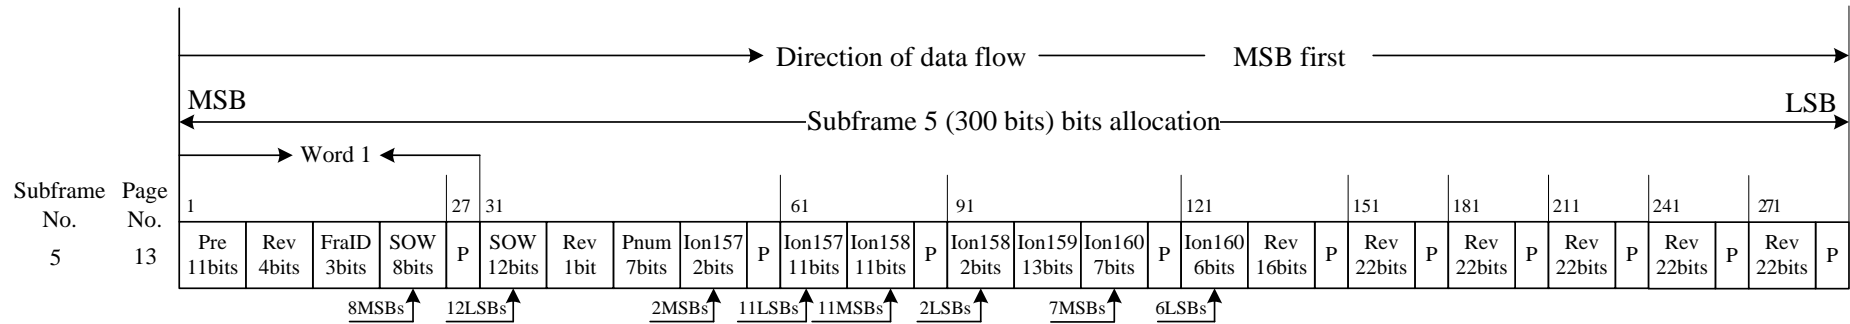 Direction of data flow MSB first
MSB LSB
Subframe 5 (300 bits) bits allocation
Word 1
Subframe Page
No. No.
1 27 31 61 91 121 151 181 211 241 271
5 13
Pre Rev FraID SOW P SOW Rev Pnum Ion157 P Ion157 Ion158 P Ion158 Ion159 Ion160 P Ion160 Rev P Rev P Rev P Rev P Rev P Rev P
11bits 4bits 3bits 8bits 12bits 1bit 7bits 2bits 11bits 11bits 2bits 13bits 7bits 6bits 16bits 22bits 22bits 22bits 22bits 22bits
8MSBs 12LSBs 2MSBs 11LSBs 11MSBs 2LSBs 7MSBs 6LSBs